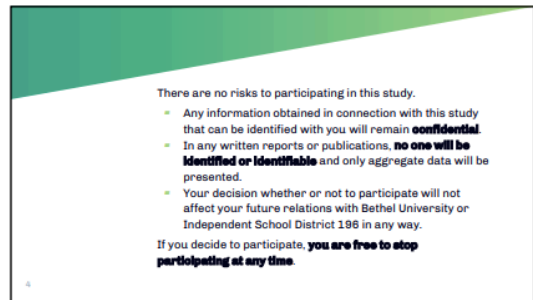 There are no risks to participating in this study.
Any information obtained in connection with this study
that can be identified with you will remain confidential.
In any written reports or publications, no one will be
identified or identifiable and only aggregate data will be
presented.
Your decision whether or not to participate will not
affect your future relations with Bethel University or
Independent School District 196 in any way.
If you decide to participate, you are free to stop
participating at any time.
4